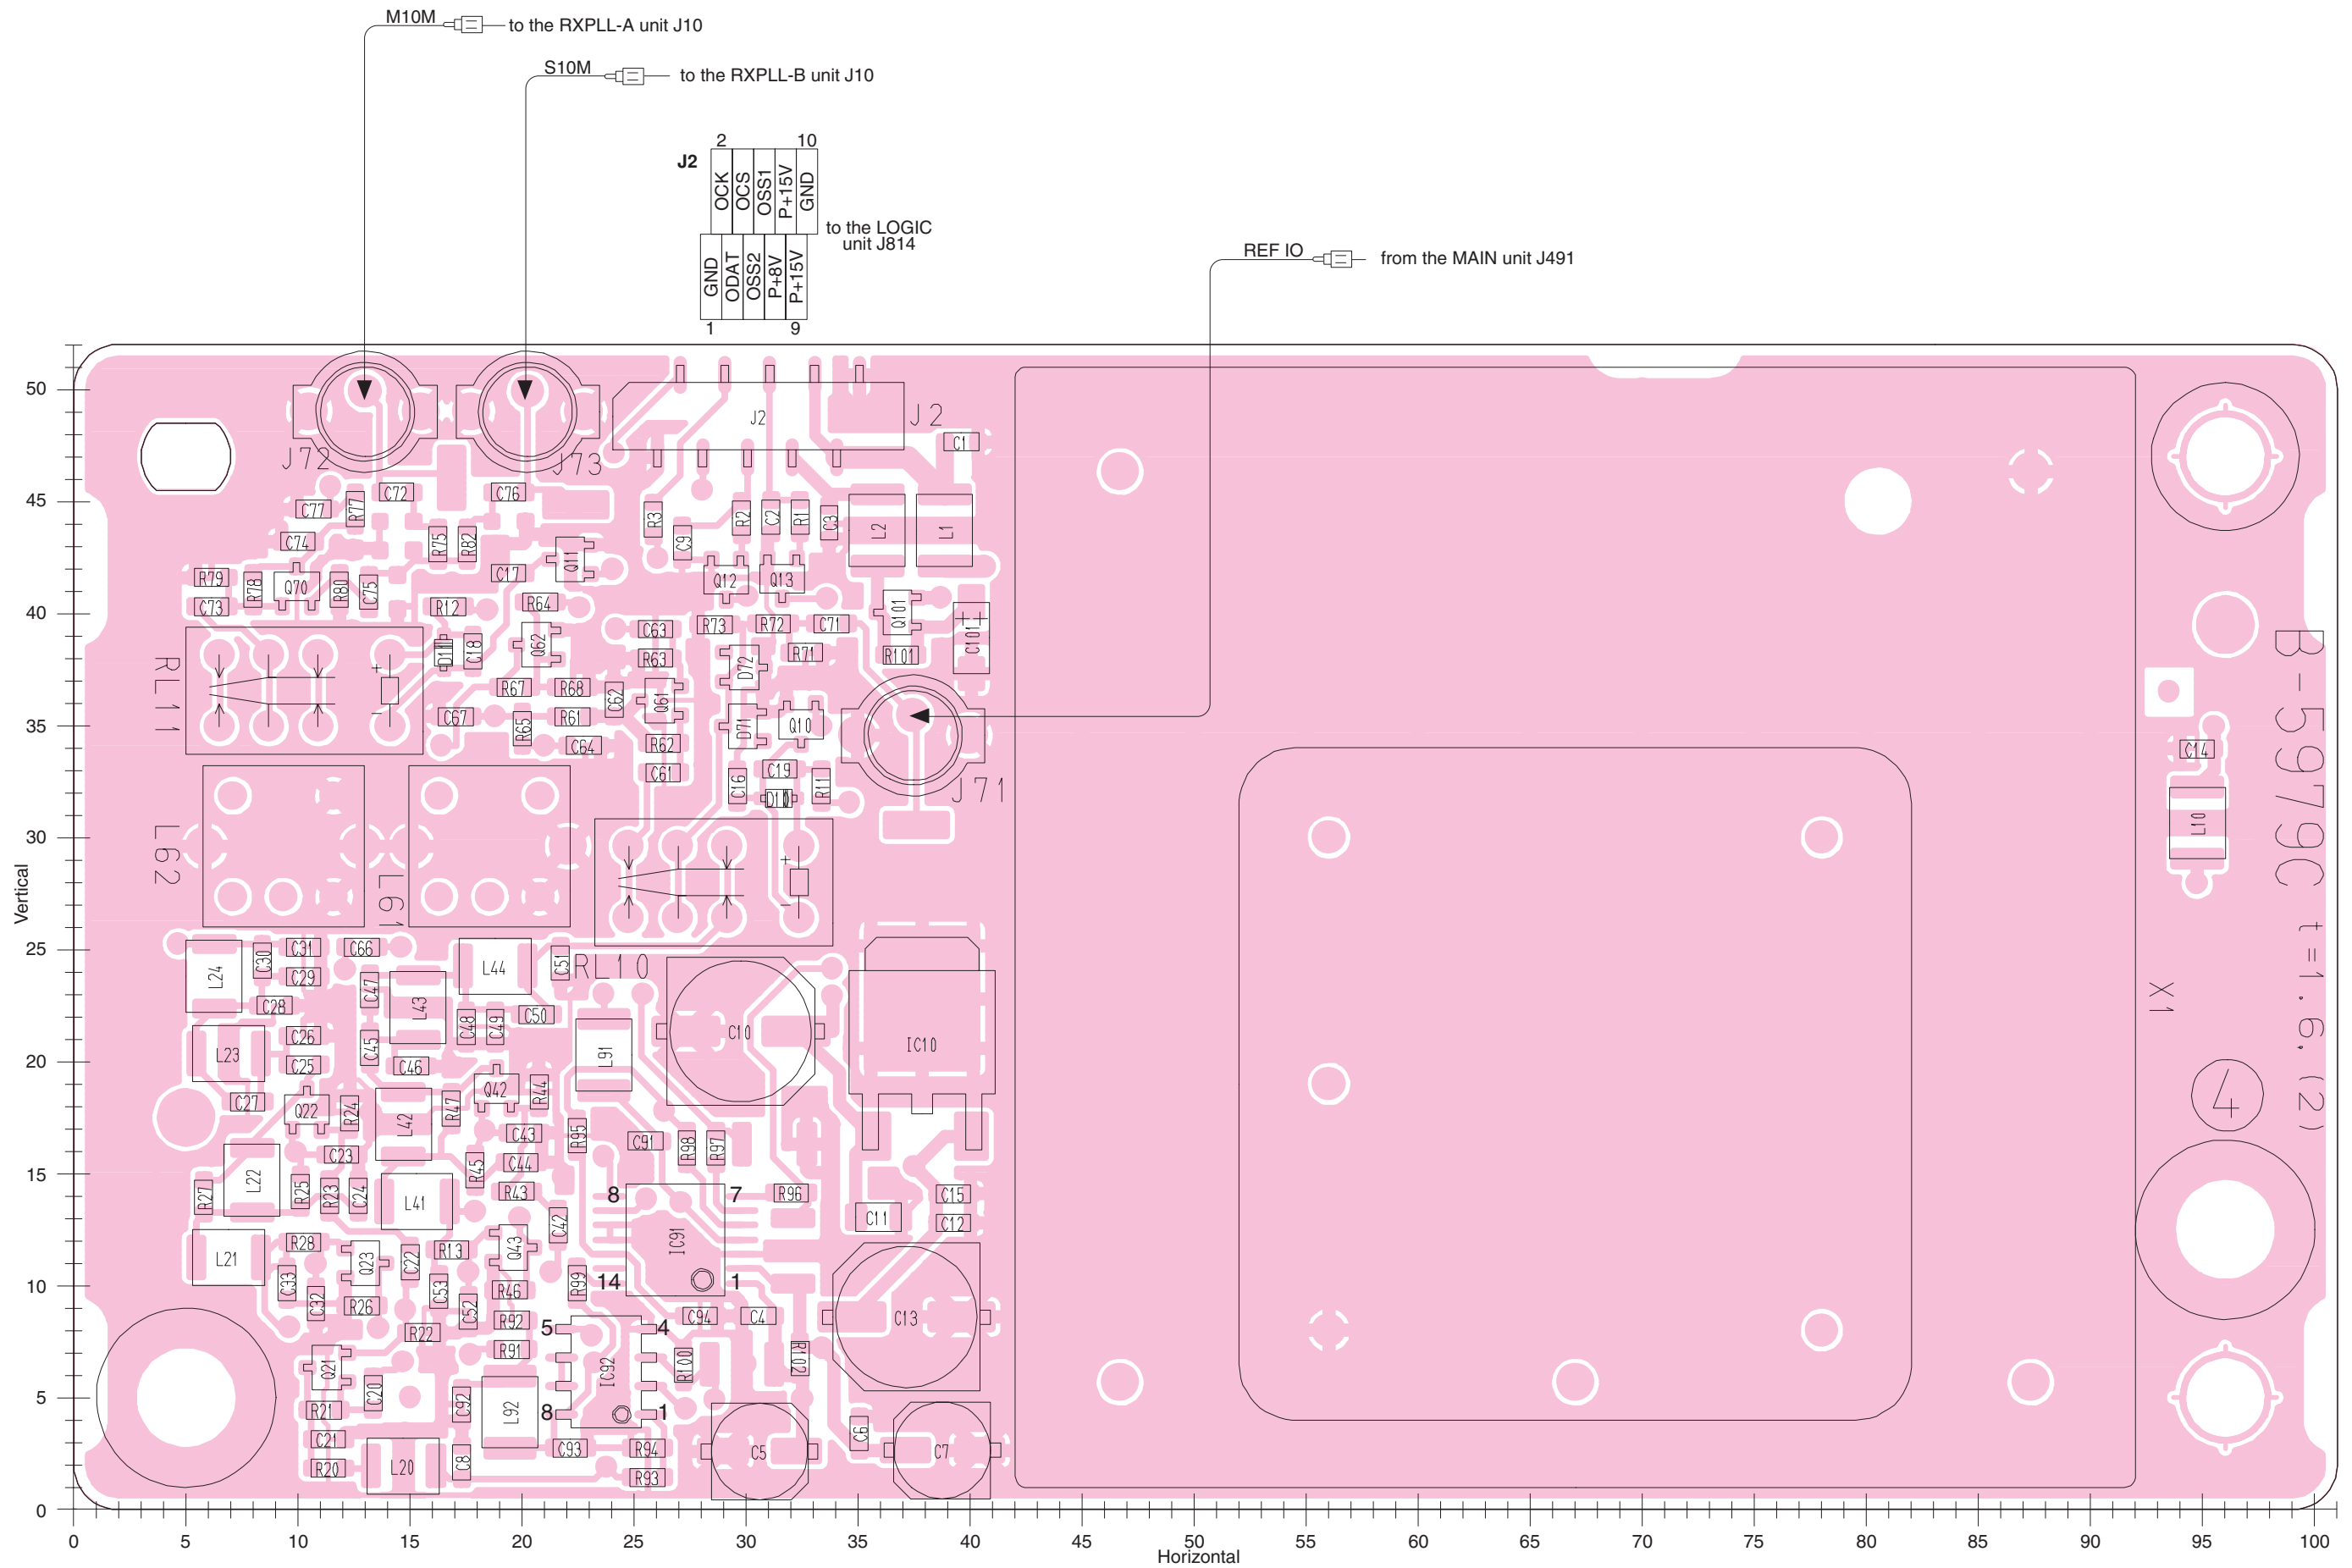 M10M to the RXPLL-A unit J10
S10M to the RXPLL-B unit J10
2 10
J2
OCK OCS OSS1 P+15V GND
to the LOGIC
unit J814
GND ODAT OSS2 P+8V P+15V
1 9
REF IO from the MAIN unit J491
50
J2 J2
C1
J72 J73
45
C72 C76
C77 R77 R3 R2 C2 R1 C3 L2 L1
C74 R75 R82 C9 Q11
R79 R78 Q70 R80 C75 C17 Q12 Q13
40
C73 R12 R64 Q101 C101
C63 R73 R72 C71
RL11 D11 C18 Q62 R63 D72 R71 R101
+
R67 R68 C62 Q61
35
−
C67 R65 R61 D71 Q10
C64 R62 C14
C61 C16 C19 R11
D10 J71
L10
30
L62 L61
+
−
B-5979C t=1.6, (2)
Vertical
25
C31 C66 L44 C51 RL10
L24 C30 C29 C47 L43
C28 C48 C49 C50 C10 X1
20
L23 C26 C45 L91 IC10
C25 C46
C27 Q22 R24 L42 R47 Q42 R44 4
C43 R95 C91 R98 R97
15
C23 R45 C44
R27 L22 R25 R23 C24 L41 R43 8 7 R96 C15
C42 C11 C12
L21 R28 Q23 C22 R13 Q43 IC91
10
C33 C32 R26 C53 R46 R99 14 1
C52 R92 C94 C4 C13
R22 5 4
R91 R100 R102
Q21 IC92
5
C20 C92 L92
R21 8 1
C21 C93 R94 C5 C6 C7
R20 L20 C8 R93
0
0 5 10 15 20 25 30 35 40 45 50 55 60 65 70 75 80 85 90 95 100
Horizontal